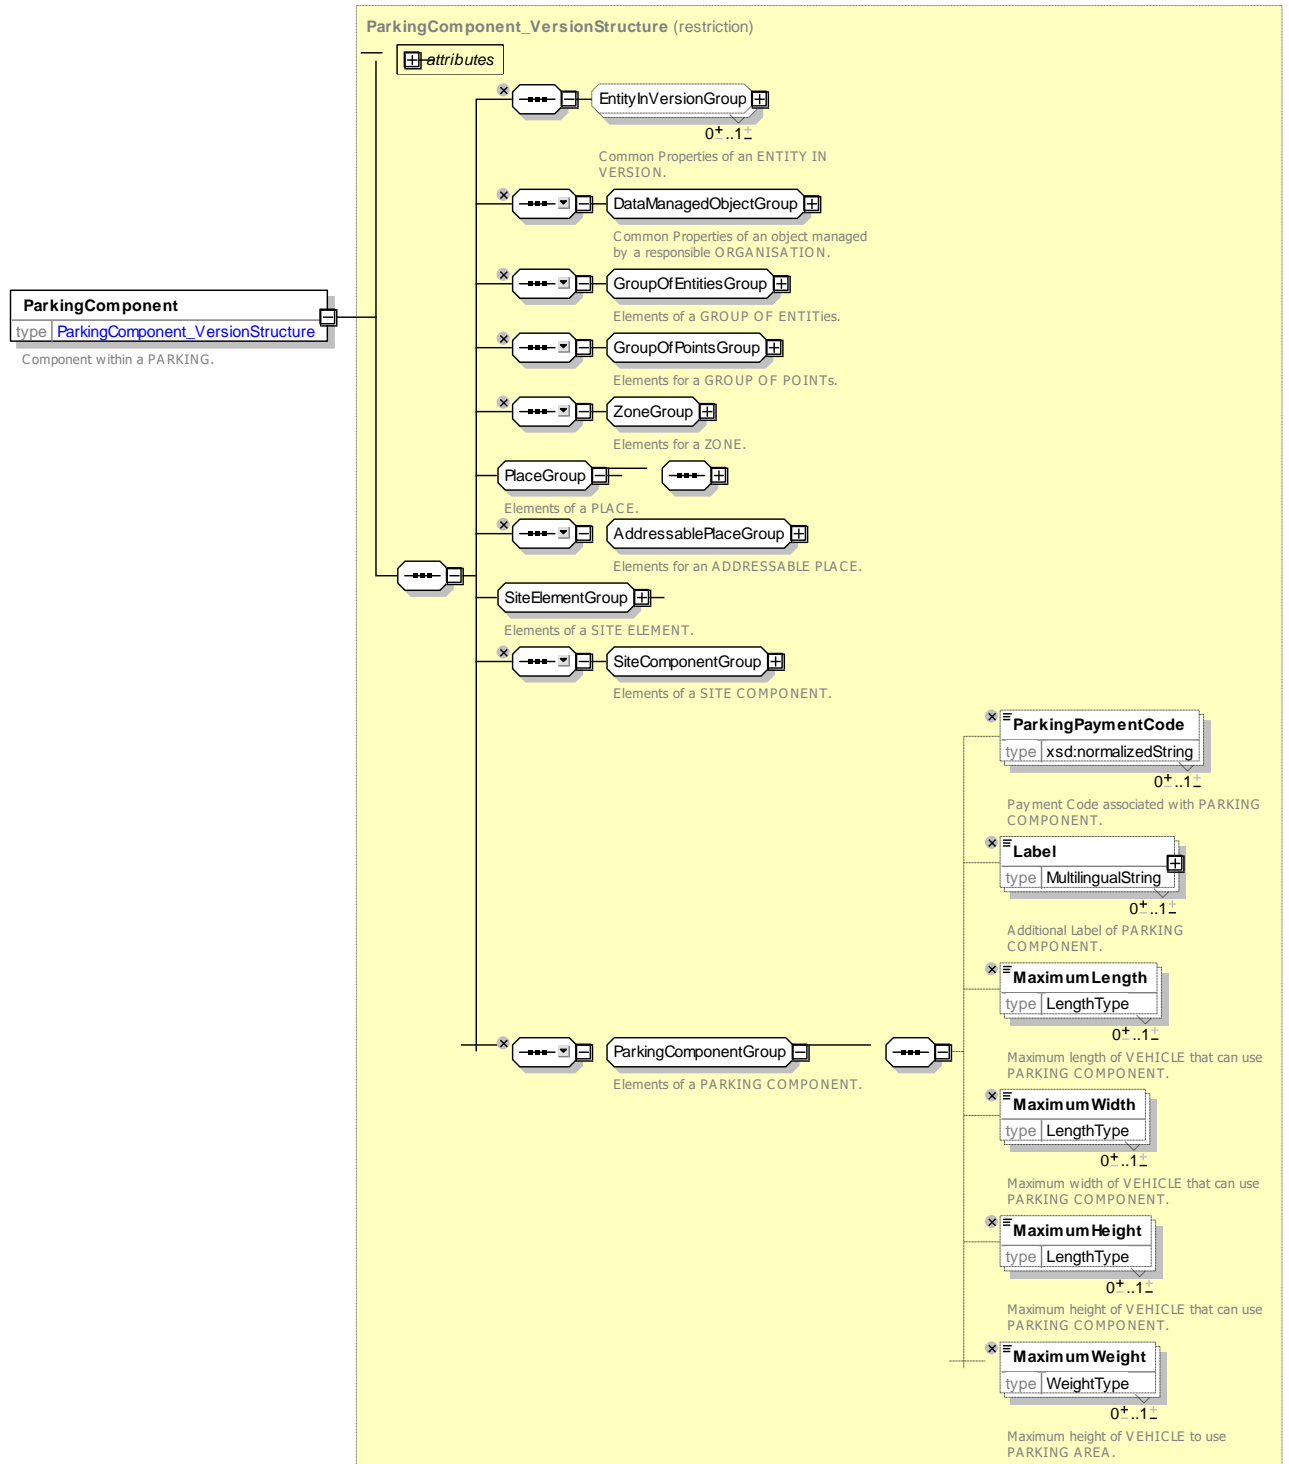 ParkingComponent_VersionStructure (restriction)
attributes
EntityInVersionGroup
0..1
Common Properties of an ENTITY IN
VERSION.
DataManagedObjectGroup
Common Properties of an object managed
by a responsible ORGANISATION.
GroupOfEntitiesGroup
Elements of a GROUP OF ENTITies.
ParkingComponent
type ParkingComponent_VersionStructure
Component within a PARKING.
GroupOfPointsGroup
Elements for a GROUP OF POINTs.
ZoneGroup
Elements for a ZONE.
PlaceGroup
Elements of a PLACE.
AddressablePlaceGroup
Elements for an ADDRESSABLE PLACE.
SiteElementGroup
Elements of a SITE ELEMENT.
SiteComponentGroup
Elements of a SITE COMPONENT.
ParkingPaymentCode
type xsd:normalizedString
0..1
Payment Code associated with PARKING
COMPONENT.
Label
type MultilingualString
0..1
Additional Label of PARKING
COMPONENT.
MaximumLength
type LengthType
0..1
Maximum length of VEHICLE that can use
PARKING COMPONENT.
ParkingComponentGroup
Elements of a PARKING COMPONENT.
MaximumWidth
type LengthType
0..1
Maximum width of VEHICLE that can use
PARKING COMPONENT.
MaximumHeight
type LengthType
0..1
Maximum height of VEHICLE that can use
PARKING COMPONENT.
MaximumWeight
type WeightType
0..1
Maximum height of VEHICLE to use
PARKING AREA.